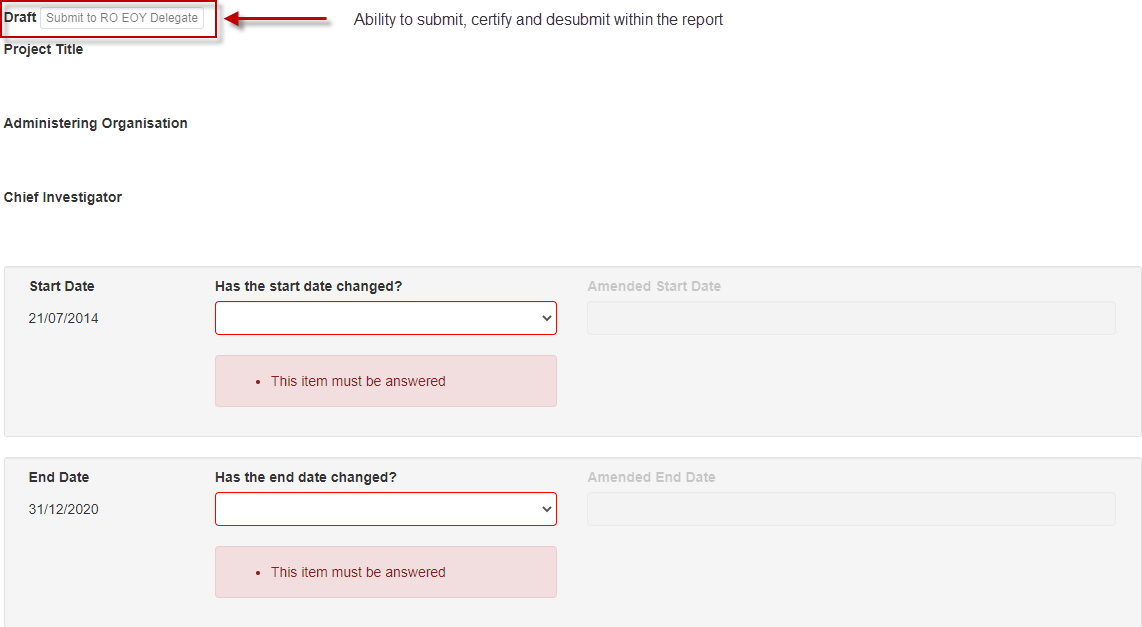 Draft Submit to RO EOY Delegate Ability to submit, certify and desubmit within the report
Project Title
Administering Organisation
Chief Investigator
Start Date Has the start date changed? Amended Start Date
21/07/2014
This item must be answered
End Date Has the end date changed? Amended End Date
31/12/2020
This item must be answered